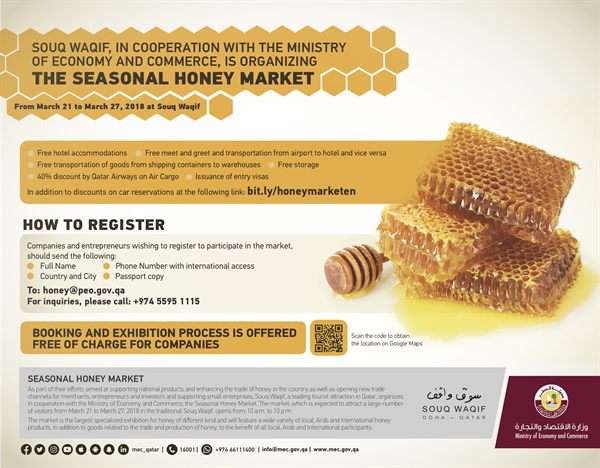 SOUQ WAQIF, IN COOPERATION WITH THE MINISTRY
OF ECONOMY AND COMMERCE, IS ORGANIZING
THE SEASONAL HONEY MARKET
From March 21 to March 27, 2018 at Souq Waqif
Free hotel accommodations Free meet and greet and transportation from airport to hotel and vice versa
Free transportation of goods from shipping containers to warehouses Free storage
40% discount by Qatar Airways on Air Cargo Issuance of entry visas
In addition to discounts on car reservations at the following link: bit.ly/honeymarketen
HOW TO REGISTER
Companies and entrepreneurs wishing to register to participate in the market,
should send the following:
Full Name Phone Number with international access
Country and City Passport copy
To: honey@peo.gov.qa
For inquiries, please call: +974 5595 1115
BOOKING AND EXHIBITION PROCESS IS OFFERED
FREE OF CHARGE FOR COMPANIES
Scan the code to obtain
the location on Google Maps
SEASONAL HONEY MARKET
As part of their efforts aimed at supporting national products and enhancing the trade of honey in the country as well as opening new trade
channels for merchants, entrepreneurs and investors and supporting small enterprises, Souq Waqif, a leading tourist attraction in Qatar, organizes
in cooperation with the Ministry of Economy and Commerce, the Seasonal Honey Market. The market, which is expected to attract a large number
of visitors from March 21 to March 27, 2018 in the traditional Souq Waqif, opens from 10 a.m. to 10 p.m.
The market is the largest specialized exhibition for honey of different kind and will feature a wide variety of local, Arab and International honey
products, in addition to goods related to the trade and production of honey, to the benefit of all local, Arab and International participants.
سوق واقف
SOUQ WAQIF
DOHA - QATAR
وزارة الاقتصاد والتجارة
Ministry of Economy and Commerce
mec_qatar | 16001 | +974 66111400 | info@mec.gov.qa | www.mec.gov.qa